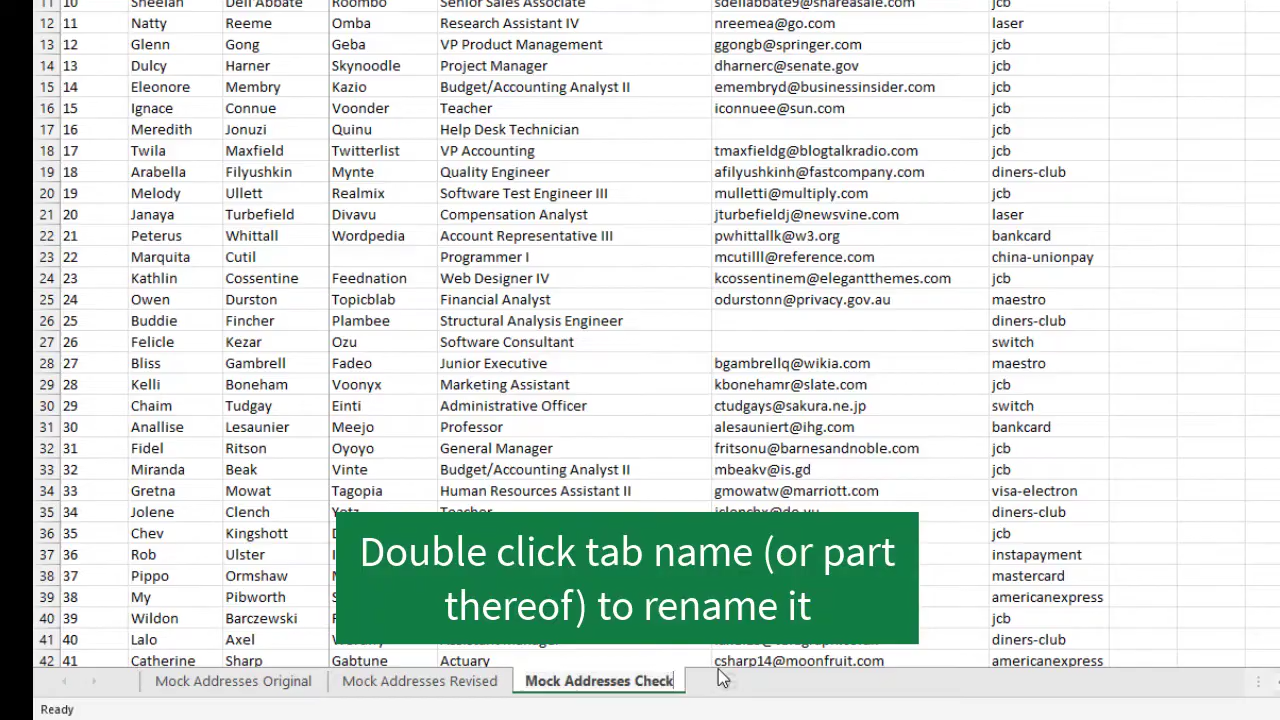 11 10 Sheelah Dell'Abbate Roombo Senior Sales Associate sdellabbate9@shareasale.com jcb
12 11 Natty Reeme Omba Research Assistant IV nreemea@go.com laser
13 12 Glenn Gong Geba VP Product Management ggongb@springer.com jcb
14 13 Dulcy Harner Skynoodle Project Manager dharnerc@senate.gov jcb
15 14 Eleonore Membry Kazio Budget/Accounting Analyst II emembryd@businessinsider.com jcb
16 15 Ignace Connue Voonder Teacher iconnuee@sun.com jcb
17 16 Meredith Jonuzi Quinu Help Desk Technician jcb
18 17 Twila Maxfield Twitterlist VP Accounting tmaxfieldg@blogtalkradio.com jcb
19 18 Arabella Filyushkin Mynte Quality Engineer afilyushkinh@fastcompany.com diners-club
20 19 Melody Ullett Realmix Software Test Engineer III mulletti@multiply.com jcb
21 20 Janaya Turbefield Divavu Compensation Analyst jturbefieldj@newsvine.com laser
22 21 Peterus Whittall Wordpedia Account Representative III pwhittallk@w3.org bankcard
23 22 Marquita Cutil Programmer I mcutilll@reference.com china-unionpay
24 23 Kathlin Cossentine Feednation Web Designer IV kcossentinem@elegantthemes.com jcb
25 24 Owen Durston Topicblab Financial Analyst odurstonn@privacy.gov.au maestro
26 25 Buddie Fincher Plambee Structural Analysis Engineer diners-club
27 26 Felicle Kezar Ozu Software Consultant switch
28 27 Bliss Gambrell Fadeo Junior Executive bgambrellq@wikia.com maestro
29 28 Kelli Boneham Voonyx Marketing Assistant kbonehamr@slate.com jcb
30 29 Chaim Tudgay Einti Administrative Officer ctudgays@sakura.ne.jp switch
31 30 Anallise Lesaunier Meejo Professor alesauniert@ihg.com bankcard
32 31 Fidel Ritson Oyoyo General Manager fritsonu@barnesandnoble.com jcb
33 32 Miranda Beak Vinte Budget/Accounting Analyst II mbeakv@is.gd jcb
34 33 Gretna Mowat Tagopia Human Resources Assistant II gmowatw@marriott.com visa-electron
35 34 Jolene Clench Teacher diners-club
36 35 Chev Kingshott jcb
37 36 Rob Ulster instapayment
38 37 Pippo Ormshaw mastercard
39 38 My Pibworth americanexpress
40 39 Wildon Barczewski jcb
41 40 Lalo Axel diners-club
42 41 Catherine Sharp Gabtune Actuary csharp14@moonfruit.com americanexpress
Double click tab name (or part
thereof) to rename it
Mock Addresses Original Mock Addresses Revised Mock Addresses Check
Ready